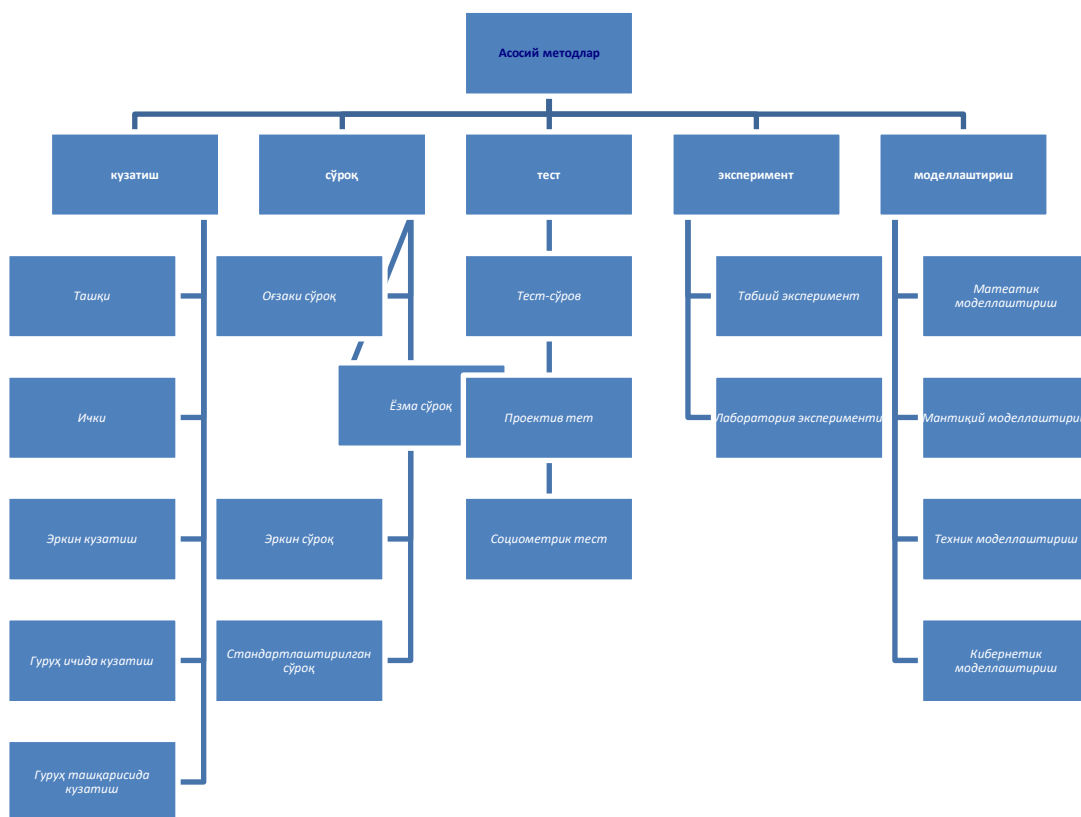 Асосий методлар
кузатиш
сўроқ
тест
эксперимент
моделлаштириш
Ташқи
Оғзаки сўроқ
Тест-сўров
Табиий эксперимент
Матеатик
моделлаштириш
Ички
Ёзма сўроқ
Проектив тет
Лаборатория эксперименти
Мантиқий моделлаштириш
Эркин кузатиш
Эркин сўроқ
Социометрик тест
Техник моделлаштириш
Гуруҳ ичида кузатиш
Стандартлаштирилган
сўроқ
Кибернетик
моделлаштириш
Гуруҳ ташқарисида
кузатиш